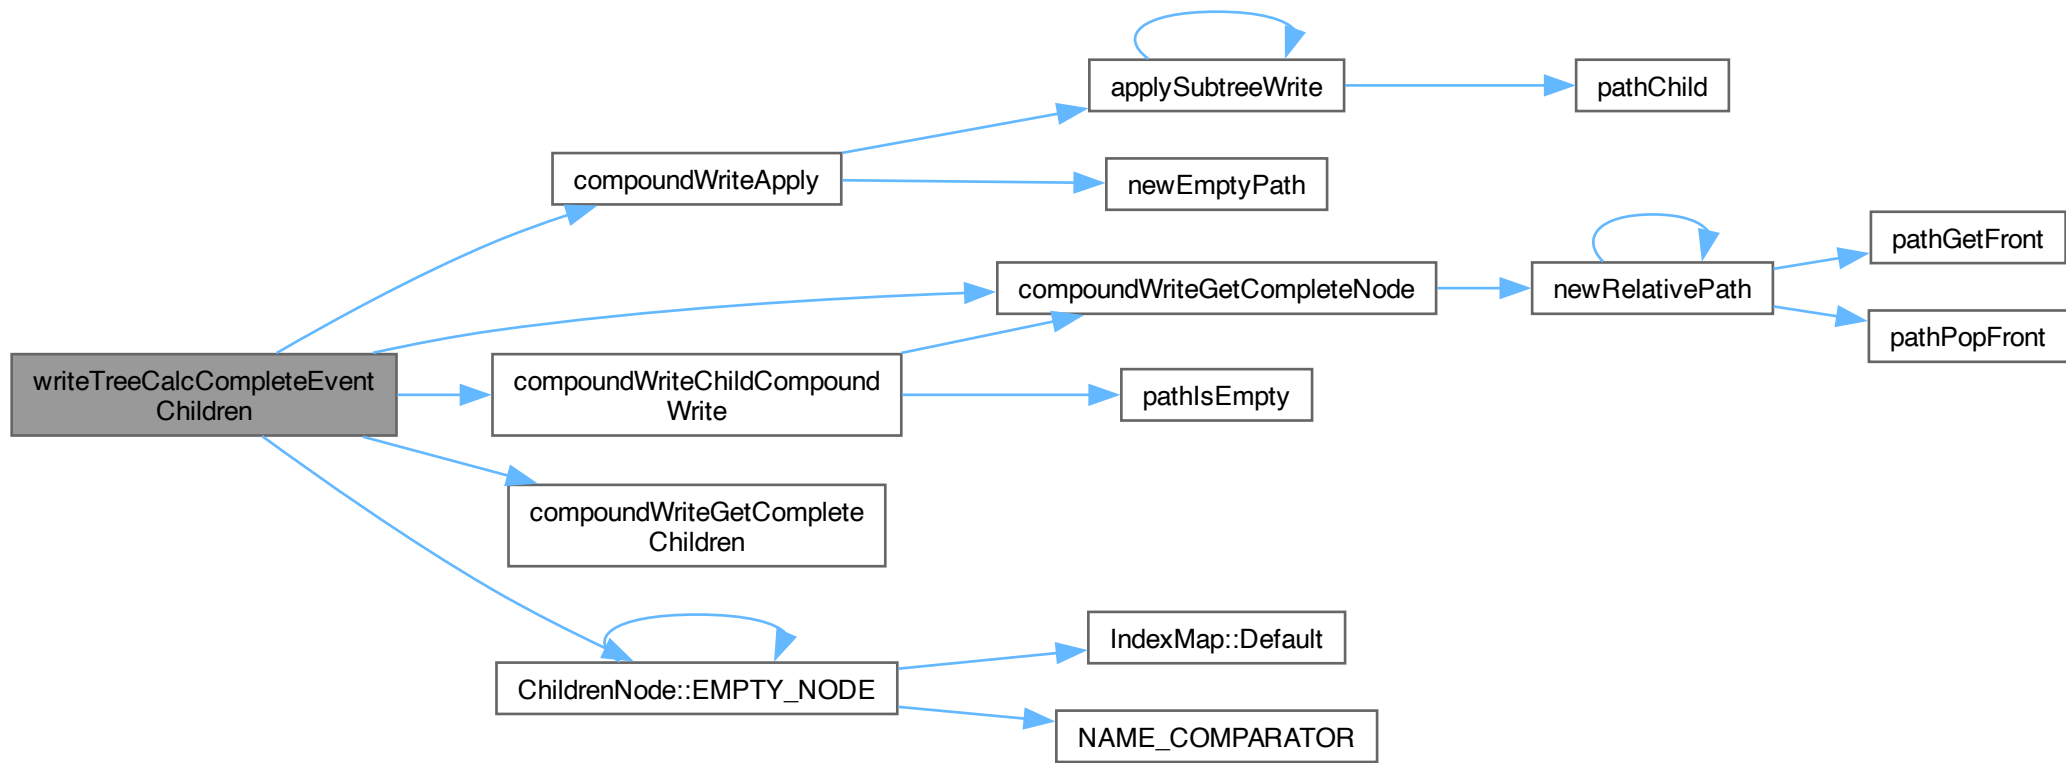 applySubtreeWrite
pathChild
compoundWriteApply
newEmptyPath
pathGetFront
compoundWriteGetCompleteNode
newRelativePath
pathPopFront
writeTreeCalcCompleteEvent
Children
compoundWriteChildCompound
Write
pathIsEmpty
compoundWriteGetComplete
Children
IndexMap::Default
ChildrenNode::EMPTY_NODE
NAME_COMPARATOR